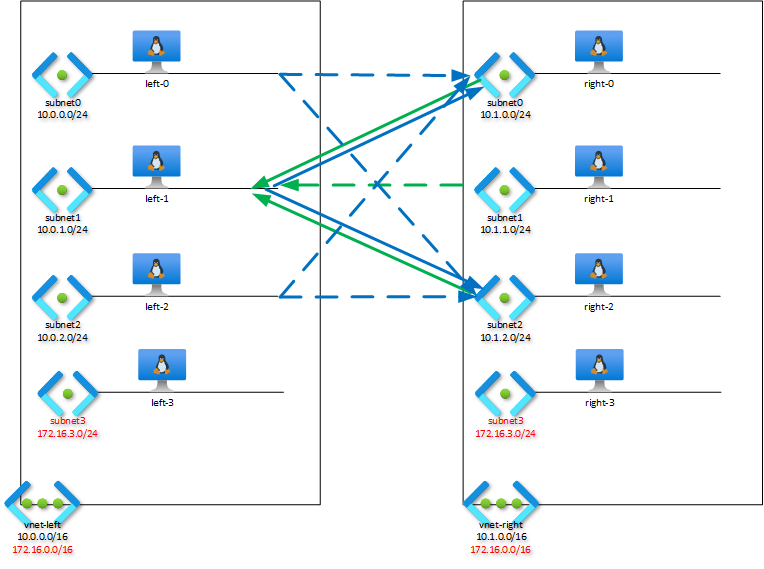 left-0
subnet0
10.0.0.0/24
left-1
subnet1
10.0.1.0/24
left-2
subnet2
10.0.2.0/24
left-3
subnet3
172.16.3.0/24
vnet-left
10.0.0.0/16
172.16.0.0/16
right-0
subnet0
10.1.0.0/24
right-1
subnet1
10.1.1.0/24
right-2
subnet2
10.1.2.0/24
right-3
subnet3
172.16.3.0/24
vnet-right
10.1.0.0/16
172.16.0.0/16